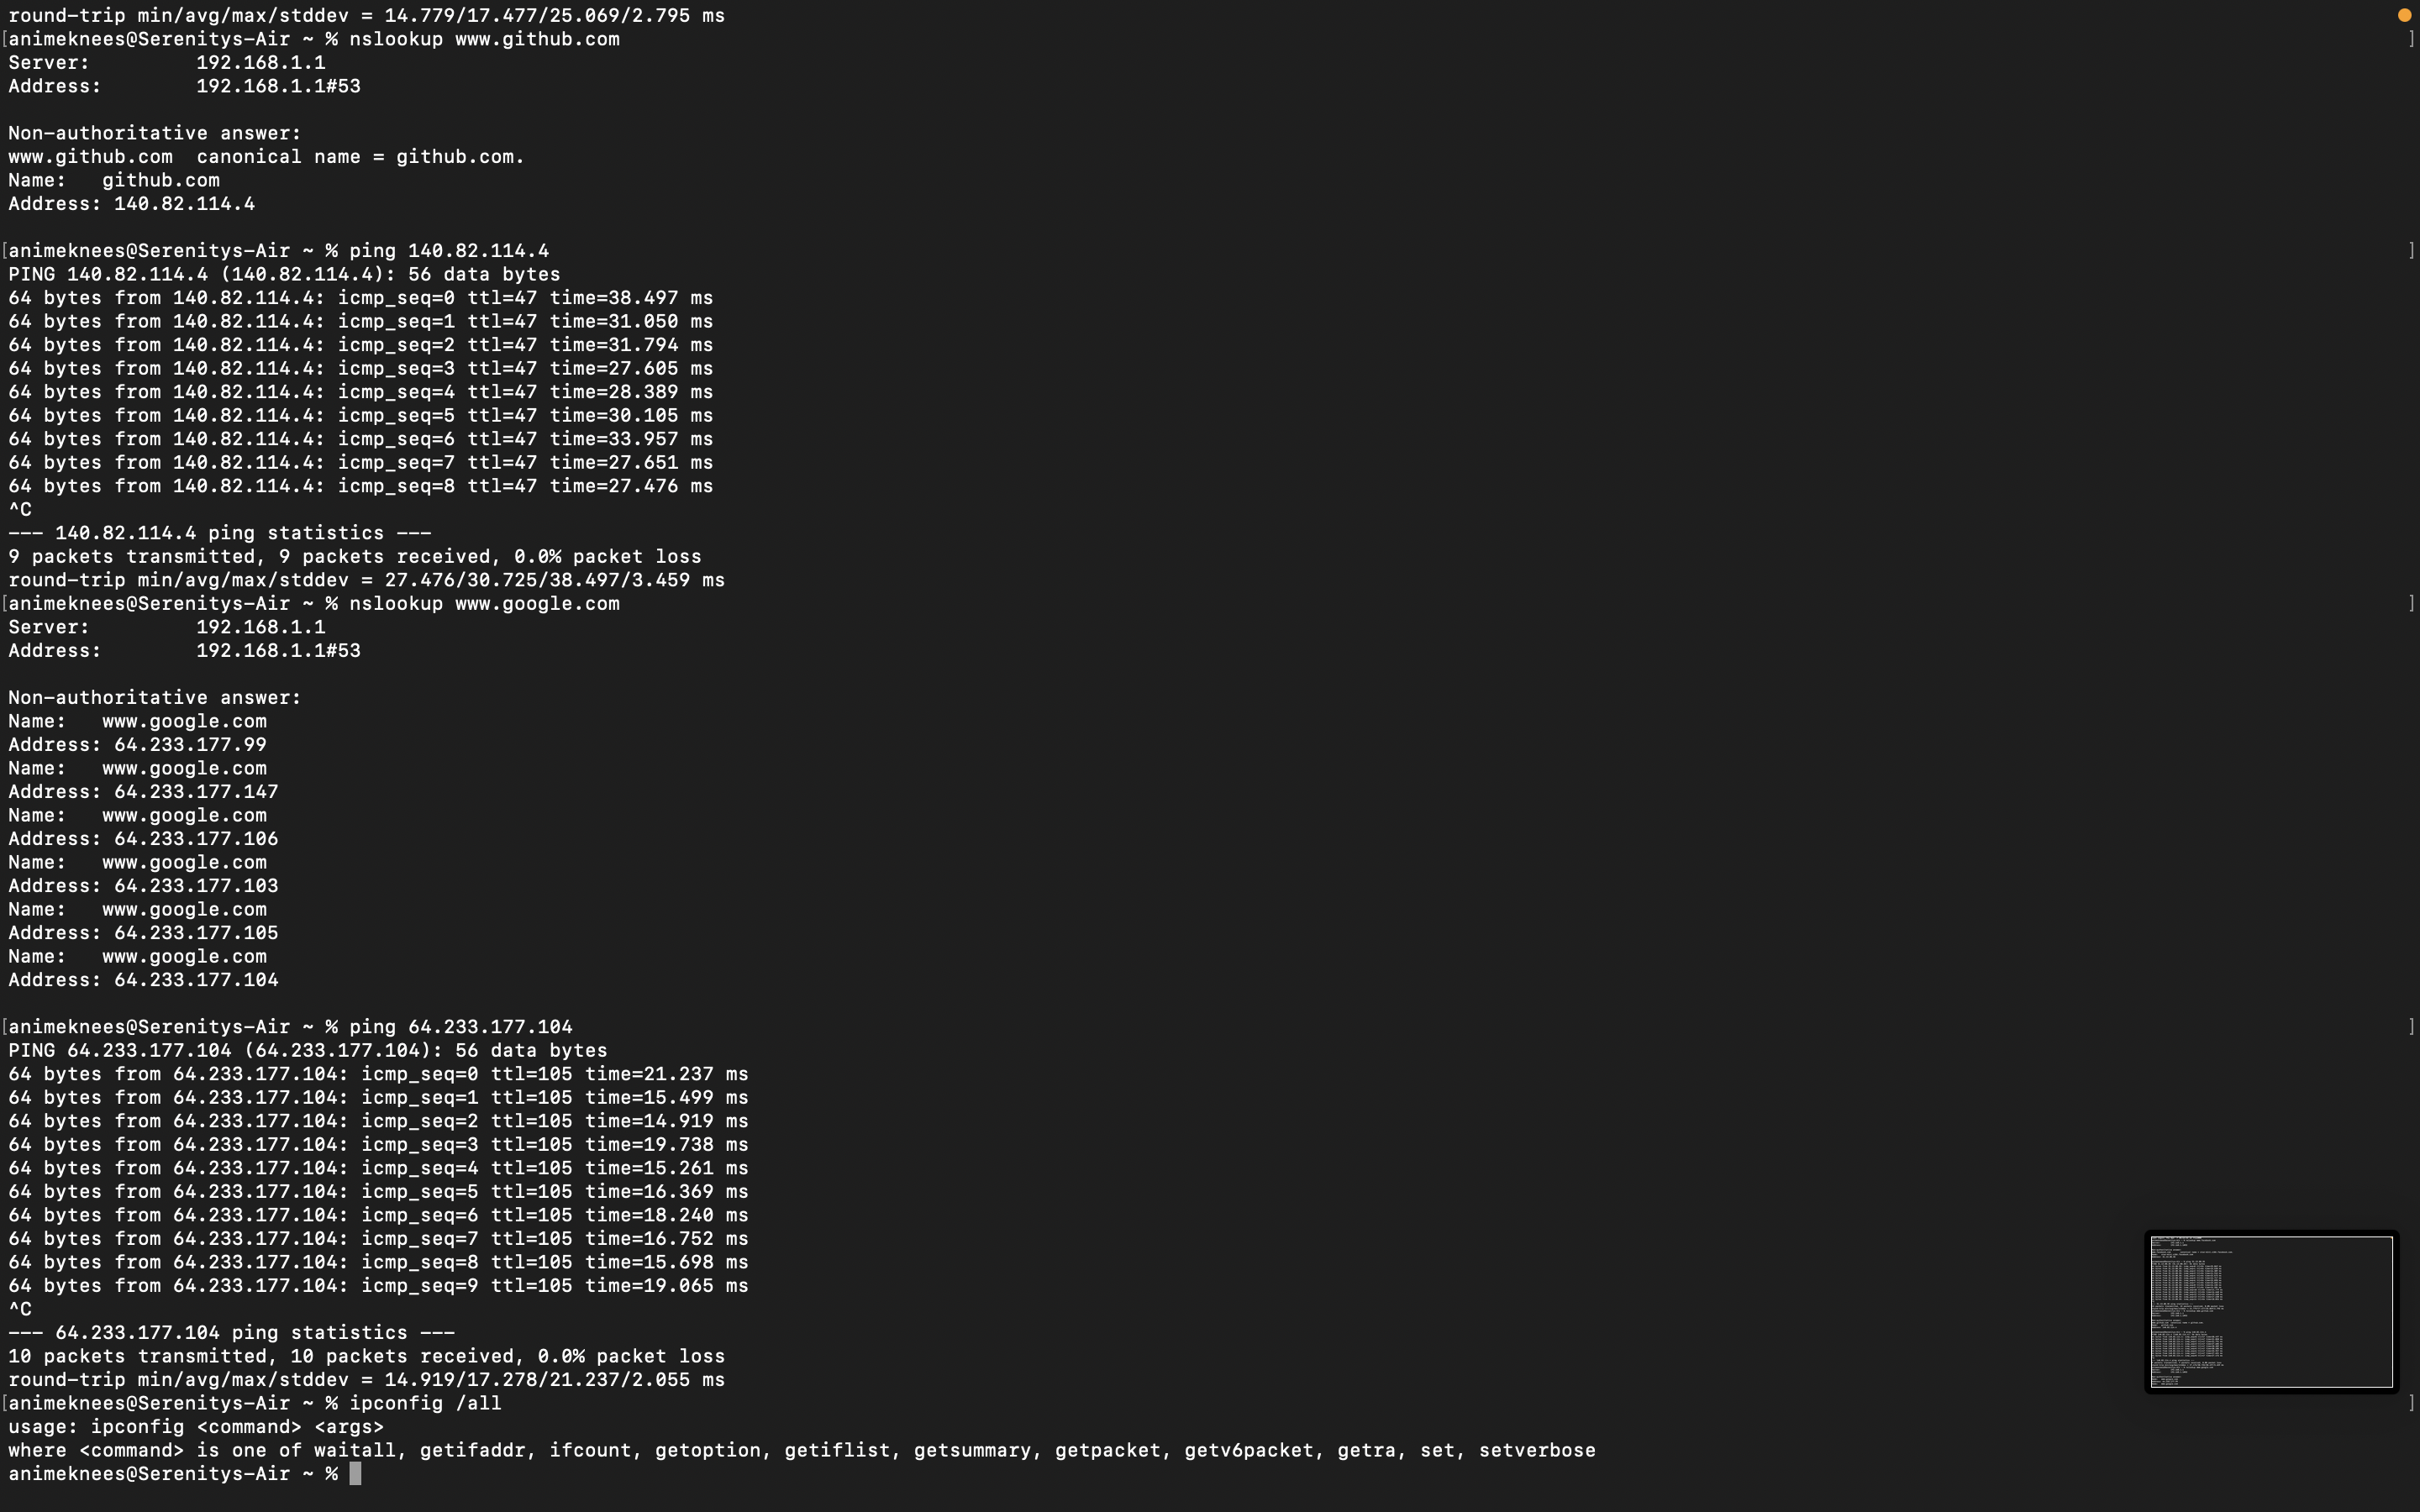 round-trip min/avg/max/stddev = 14.779/17.477/25.069/2.795 ms
[animeknees@Serenitys-Air ~ % nslookup www.github.com ]
Server: 192.168.1.1
Address: 192.168.1.1#53
Non-authoritative answer:
www.github.com canonical name = github.com.
Name: github.com
Address: 140.82.114.4
[animeknees@Serenitys-Air ~ % ping 140.82.114.4 ]
PING 140.82.114.4 (140.82.114.4): 56 data bytes
64 bytes from 140.82.114.4: icmp_seq=0 ttl=47 time=38.497 ms
64 bytes from 140.82.114.4: icmp_seq=1 ttl=47 time=31.050 ms
64 bytes from 140.82.114.4: icmp_seq=2 ttl=47 time=31.794 ms
64 bytes from 140.82.114.4: icmp_seq=3 ttl=47 time=27.605 ms
64 bytes from 140.82.114.4: icmp_seq=4 ttl=47 time=28.389 ms
64 bytes from 140.82.114.4: icmp_seq=5 ttl=47 time=30.105 ms
64 bytes from 140.82.114.4: icmp_seq=6 ttl=47 time=33.957 ms
64 bytes from 140.82.114.4: icmp_seq=7 ttl=47 time=27.651 ms
64 bytes from 140.82.114.4: icmp_seq=8 ttl=47 time=27.476 ms
^C
--- 140.82.114.4 ping statistics ---
9 packets transmitted, 9 packets received, 0.0% packet loss
round-trip min/avg/max/stddev = 27.476/30.725/38.497/3.459 ms
[animeknees@Serenitys-Air ~ % nslookup www.google.com ]
Server: 192.168.1.1
Address: 192.168.1.1#53
Non-authoritative answer:
Name: www.google.com
Address: 64.233.177.99
Name: www.google.com
Address: 64.233.177.147
Name: www.google.com
Address: 64.233.177.106
Name: www.google.com
Address: 64.233.177.103
Name: www.google.com
Address: 64.233.177.105
Name: www.google.com
Address: 64.233.177.104
[animeknees@Serenitys-Air ~ % ping 64.233.177.104 ]
PING 64.233.177.104 (64.233.177.104): 56 data bytes
64 bytes from 64.233.177.104: icmp_seq=0 ttl=105 time=21.237 ms
64 bytes from 64.233.177.104: icmp_seq=1 ttl=105 time=15.499 ms
64 bytes from 64.233.177.104: icmp_seq=2 ttl=105 time=14.919 ms
64 bytes from 64.233.177.104: icmp_seq=3 ttl=105 time=19.738 ms
64 bytes from 64.233.177.104: icmp_seq=4 ttl=105 time=15.261 ms
64 bytes from 64.233.177.104: icmp_seq=5 ttl=105 time=16.369 ms
64 bytes from 64.233.177.104: icmp_seq=6 ttl=105 time=18.240 ms
64 bytes from 64.233.177.104: icmp_seq=7 ttl=105 time=16.752 ms
64 bytes from 64.233.177.104: icmp_seq=8 ttl=105 time=15.698 ms
64 bytes from 64.233.177.104: icmp_seq=9 ttl=105 time=19.065 ms
^C
--- 64.233.177.104 ping statistics ---
10 packets transmitted, 10 packets received, 0.0% packet loss
round-trip min/avg/max/stddev = 14.919/17.278/21.237/2.055 ms
[animeknees@Serenitys-Air ~ % ipconfig /all ]
usage: ipconfig <command> <args>
where <command> is one of waitall, getifaddr, ifcount, getoption, getiflist, getsummary, getpacket, getv6packet, getra, set, setverbose
animeknees@Serenitys-Air ~ %